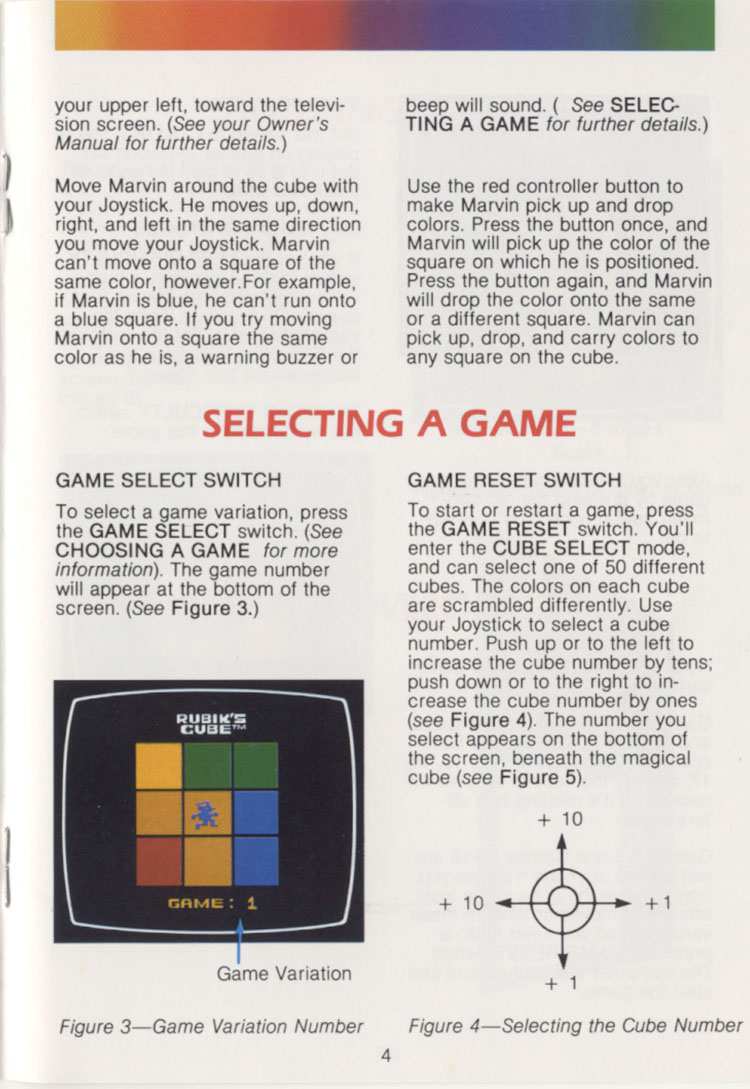 your upper left, toward the televi-
sion screen. (See your Owner's
Manual for further details.)
Move Marvin around the cube with
your Joystick. He moves up, down,
right, and left in the same direction
you move your Joystick. Marvin
can't move onto a square of the
same color, however.For example,
if Marvin is blue, he can't run onto
a blue square. If you try moving
Marvin onto a square the same
color as he is, a warning buzzer or
beep will sound. ( See SELEC-
TING A GAME for further details.)
Use the red controller button to
make Marvin pick up and drop
colors. Press the button once, and
Marvin will pick up the color of the
square on which he is positioned.
Press the button again, and Marvin
will drop the color onto the same
or a different square. Marvin can
pick up, drop, and carry colors to
any square on the cube.
SELECTING A GAME
GAME SELECT SWITCH
To select a game variation, press
the GAME SELECT switch. (See
CHOOSING A GAME for more
information). The game number
will appear at the bottom of the
screen. (See Figure 3.)
RUBIK'S
CUBE™
GAME: 1
Game Variation
Figure 3—Game Variation Number
GAME RESET SWITCH
To start or restart a game, press
the GAME RESET switch. You'll
enter the CUBE SELECT mode,
and can select one of 50 different
cubes. The colors on each cube
are scrambled differently. Use
your Joystick to select a cube
number. Push up or to the left to
increase the cube number by tens;
push down or to the right to in-
crease the cube number by ones
(see Figure 4). The number you
select appears on the bottom of
the screen, beneath the magical
cube (see Figure 5).
+ 10
+ 10
+ 1
+ 1
Figure 4—Selecting the Cube Number
4